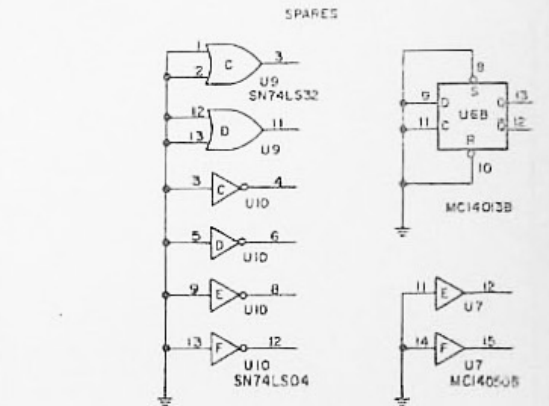 SPARES
1
2
C
3
U9
SN74LS32
12
13
D
11
U9
3
C
4
U10
5
D
6
U10
9
E
8
U10
13
F
12
U10
SN74LS04
8
S
9
D
Q
13
U6B
11
C
Q
12
R
10
MC14013B
11
E
12
U7
14
F
15
U7
MC14050B